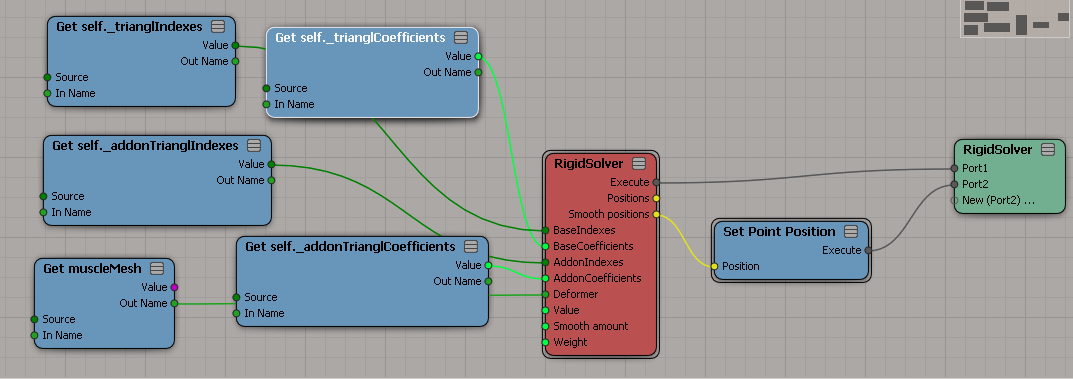 Get self._trianglIndexes
Value
Out Name
Source
In Name
Get self._trianglCoefficients
Value
Out Name
Source
In Name
Get self._addonTrianglIndexes
Value
Out Name
Source
In Name
Get self._addonTrianglCoefficients
Value
Out Name
Source
In Name
Get muscleMesh
Value
Out Name
Source
In Name
RigidSolver
Execute
Positions
Smooth positions
BaseIndexes
BaseCoefficients
AddonIndexes
AddonCoefficients
Deformer
Value
Smooth amount
Weight
Set Point Position
Execute
Position
RigidSolver
Port1
Port2
New (Port2) ...